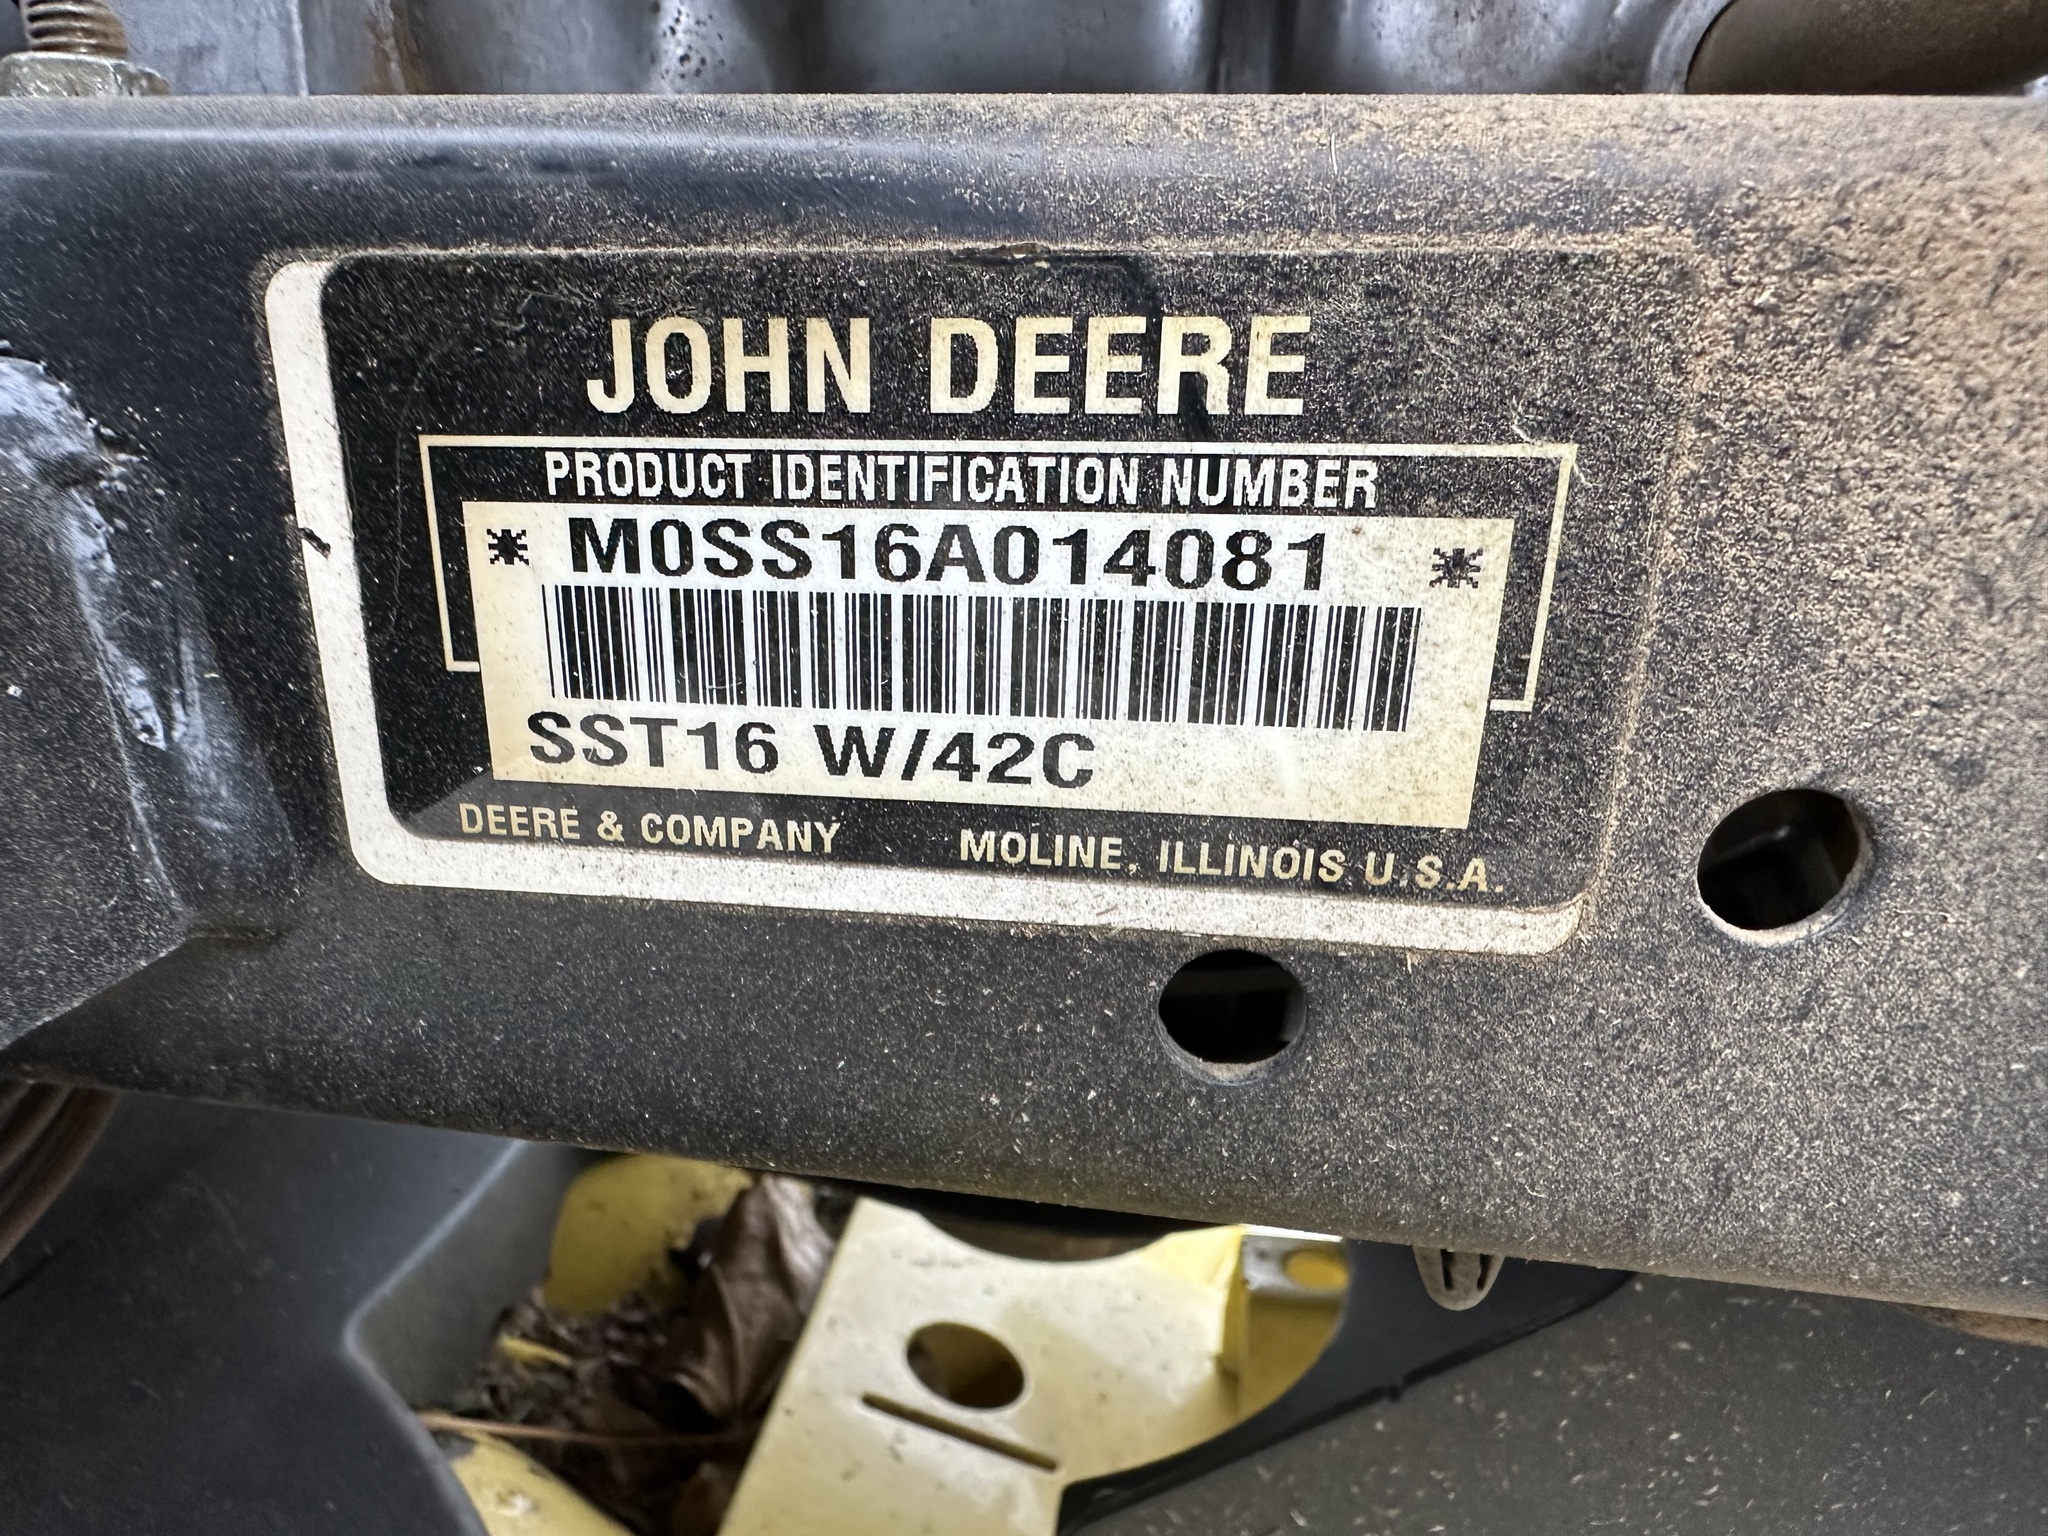 JOHN DEERE
PRODUCT IDENTIFICATION NUMBER
* M0SS16A014081 *
SST16 W/42C
DEERE & COMPANY MOLINE, ILLINOIS U.S.A.